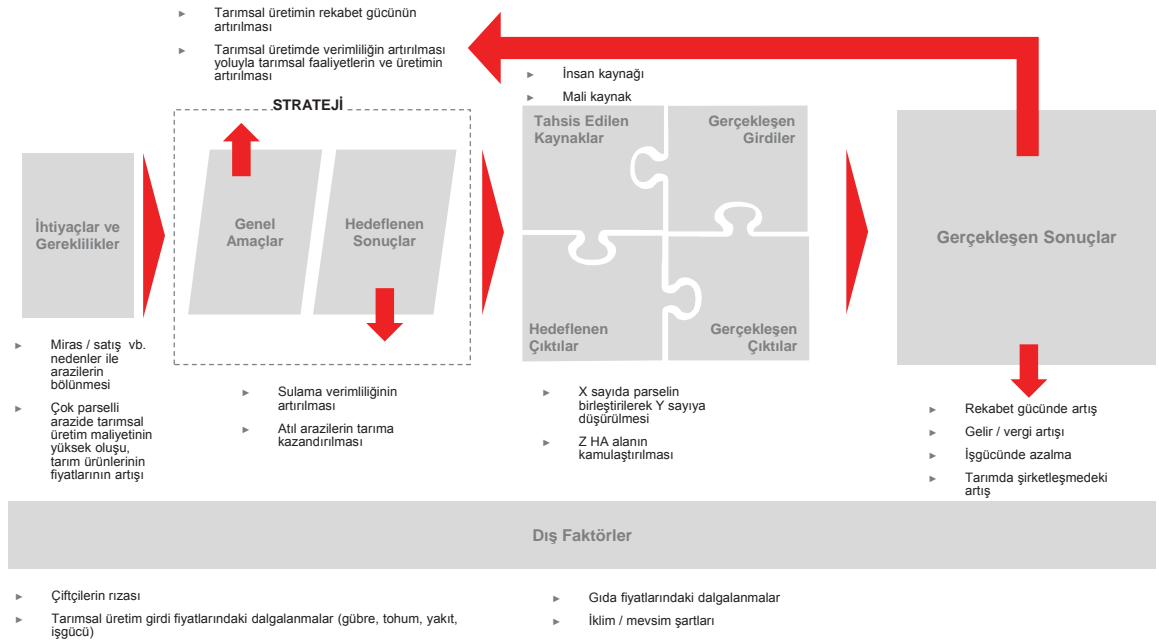 ► Tarımsal üretimin rekabet gücünün
artırılması
► Tarımsal üretimde verimliliğin artırılması
yoluyla tarımsal faaliyetlerin ve üretimin
artırılması
► İnsan kaynağı
► Mali kaynak
STRATEJİ
İhtiyaçlar ve
Gereklilikler
Genel
Amaçlar
Hedeflenen
Sonuçlar
Tahsis Edilen
Kaynaklar
Gerçekleşen
Girdiler
Hedeflenen
Çıktılar
Gerçekleşen
Çıktılar
Gerçekleşen Sonuçlar
► Miras / satış vb.
nedenler ile
arazilerin
bölünmesi
► Çok parselli
arazide tarımsal
üretim maliyetinin
yüksek oluşu,
tarım ürünlerinin
fiyatlarının artışı
► Sulama verimliliğinin
artırılması
► Atıl arazilerin tarıma
kazandırılması
► X sayıda parselin
birleştirilerek Y sayıya
düşürülmesi
► Z HA alanın
kamulaştırılması
► Rekabet gücünde artış
► Gelir / vergi artışı
► İşgücünde azalma
► Tarımda şirketleşmedeki
artış
Dış Faktörler
► Çiftçilerin rızası
► Tarımsal üretim girdi fiyatlarındaki dalgalanmalar (gübre, tohum, yakıt,
işgücü)
► Gıda fiyatlarındaki dalgalanmalar
► İklim / mevsim şartları